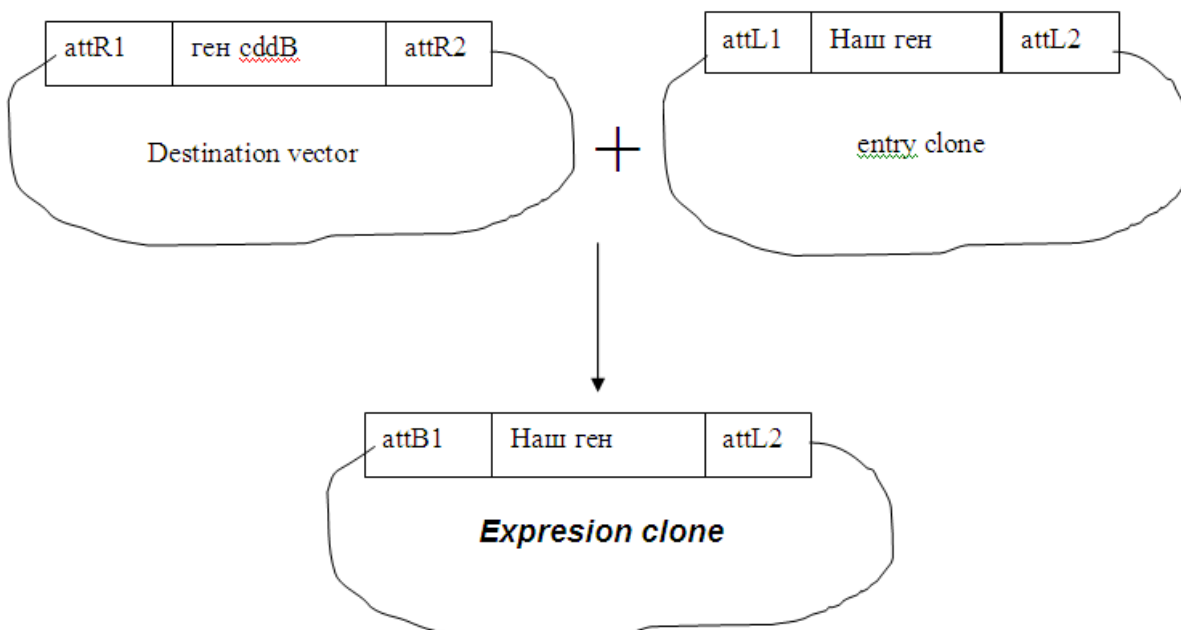 attR1 ген cddB attR2
attL1 Наш ген attL2
Destination vector
entry clone
attB1 Наш ген attL2
Expresion clone